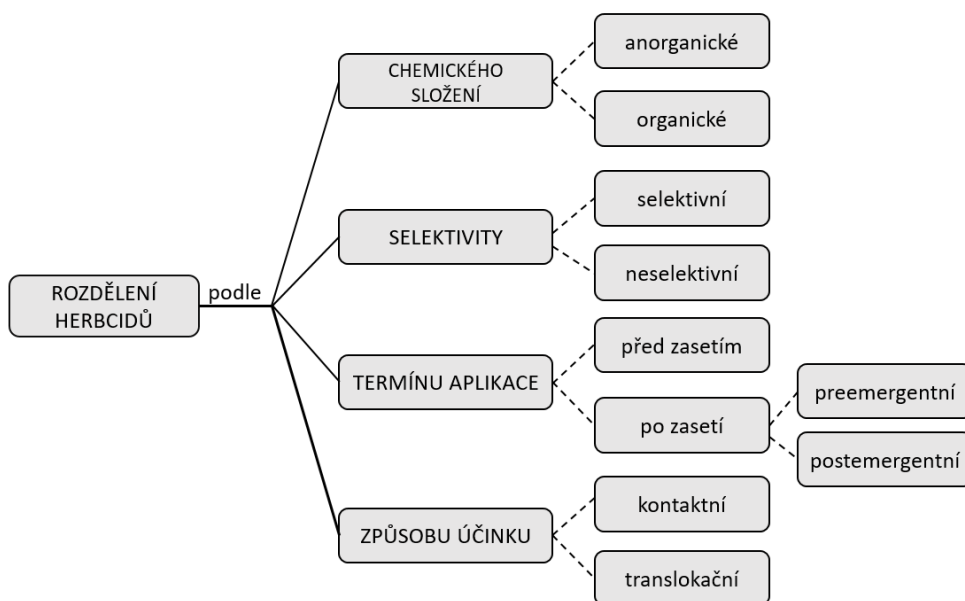 ROZDĚLENÍ
HERBCIDŮ
podle
CHEMICKÉHO
SLOŽENÍ
anorganické
organické
SELEKTIVITY
selektivní
neselektivní
TERMÍNU APLIKACE
před zasetím
po zasetí
preemergentní
postemergentní
ZPŮSOBU ÚČINKU
kontaktní
translokační